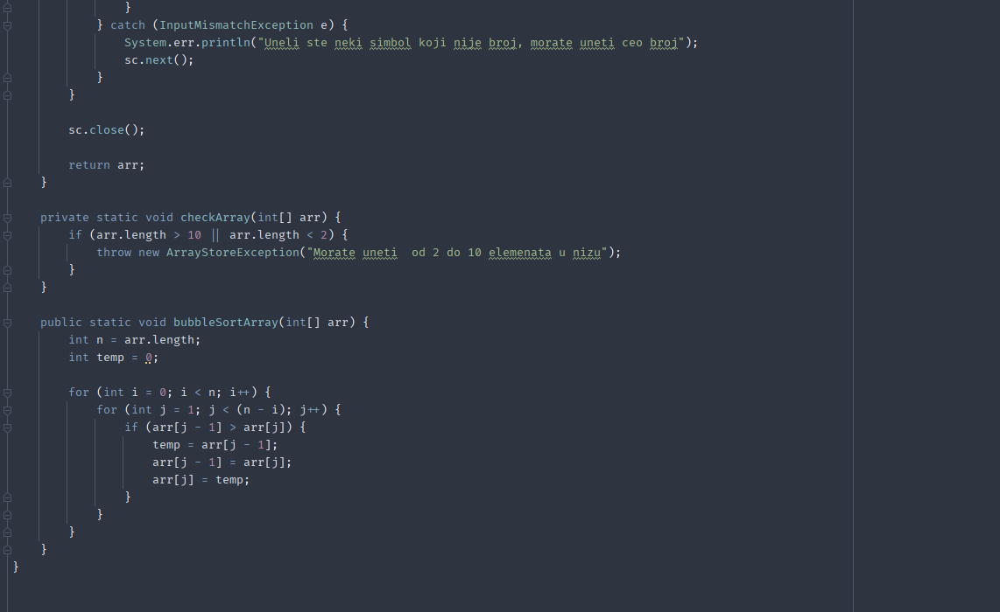 }
} catch (InputMismatchException e) {
System.err.println("Uneli ste neki simbol koji nije broj, morate uneti ceo broj");
sc.next();
}
}
sc.close();
return arr;
}
private static void checkArray(int[] arr) {
if (arr.length > 10 || arr.length < 2) {
throw new ArrayStoreException("Morate uneti  od 2 do 10 elemenata u nizu");
}
}
public static void bubbleSortArray(int[] arr) {
int n = arr.length;
int temp = 0;
for (int i = 0; i < n; i++) {
for (int j = 1; j < (n - i); j++) {
if (arr[j - 1] > arr[j]) {
temp = arr[j - 1];
arr[j - 1] = arr[j];
arr[j] = temp;
}
}
}
}
}